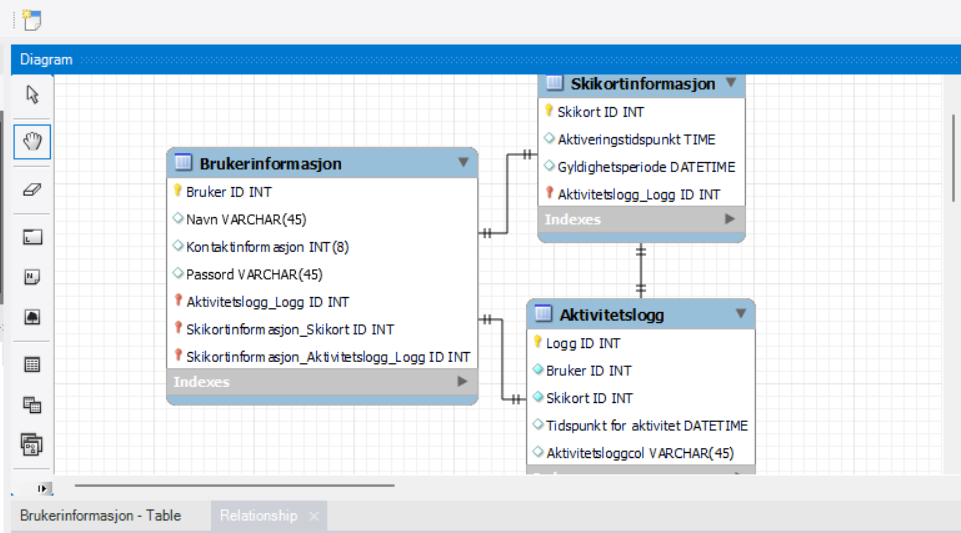 Diagram
Skikortinformasjon
Skikort ID INT
Aktiveringstidspunkt TIME
Gyldighetsperiode DATETIME
Aktivitetslogg_Logg ID INT
Indexes
Brukerinformasjon
Bruker ID INT
Navn VARCHAR(45)
Kontaktinformasjon INT(8)
Passord VARCHAR(45)
Aktivitetslogg_Logg ID INT
Skikortinformasjon_Skikort ID INT
Skikortinformasjon_Aktivitetslogg_Logg ID INT
Indexes
Aktivitetslogg
Logg ID INT
Bruker ID INT
Skikort ID INT
Tidspunkt for aktivitet DATETIME
Aktivitetsloggcol VARCHAR(45)
Brukerinformasjon - Table
Relationship